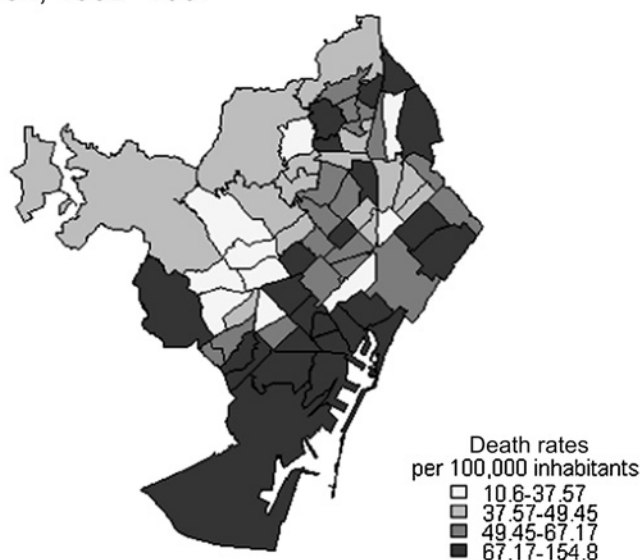 Death rates
per 100,000 inhabitants
10.6-37.57
37.57-49.45
49.45-67.17
67.17-154.8